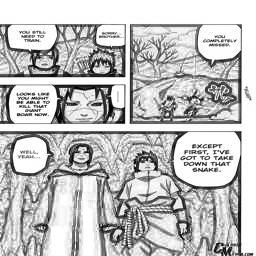 YOU STILL
NEED TO
TRAIN.
SORRY,
BROTHER...
YOU
COMPLETELY
MISSED.
LOOKS LIKE
YOU MIGHT
BE ABLE TO
KILL THAT
GIANT
BOAR NOW.
!
WELL,
YEAH...
EXCEPT
FIRST, I'VE
GOT TO TAKE
DOWN THAT
SNAKE.